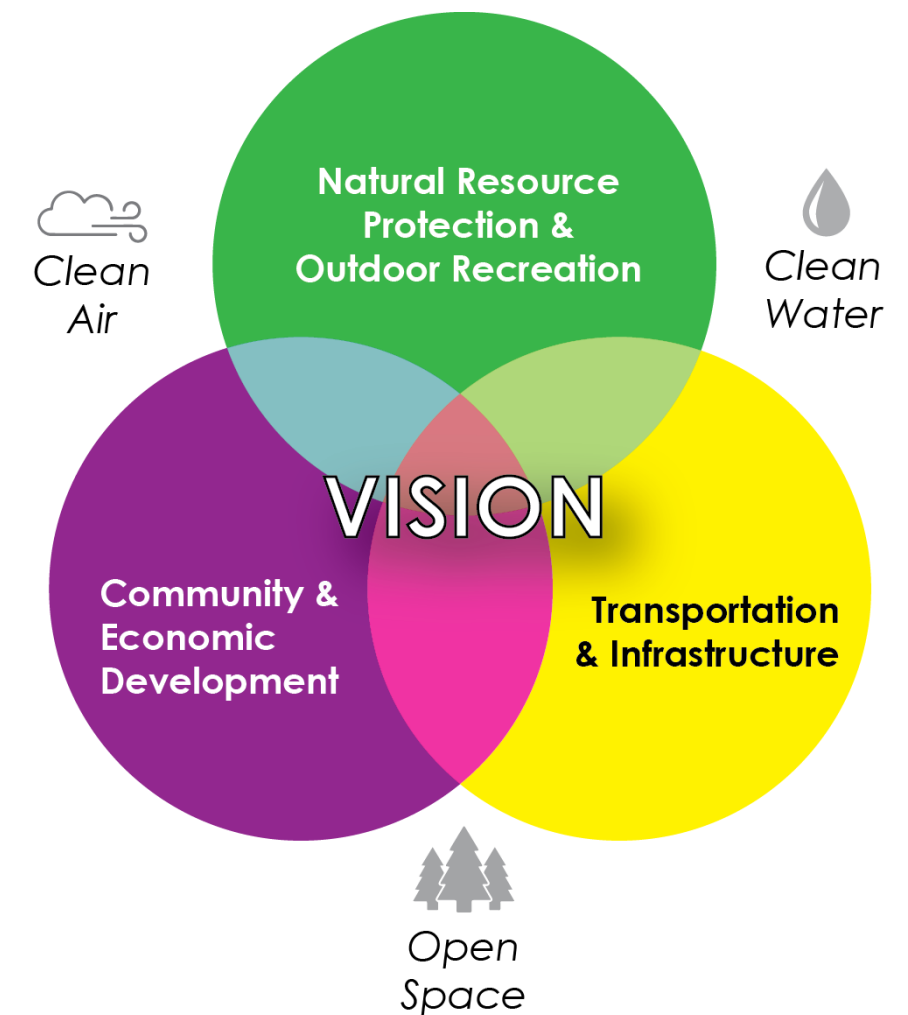 Natural Resource
Protection &
Outdoor Recreation
Clean
Air
Clean
Water
VISION
Community &
Economic
Development
Transportation
& Infrastructure
Open
Space